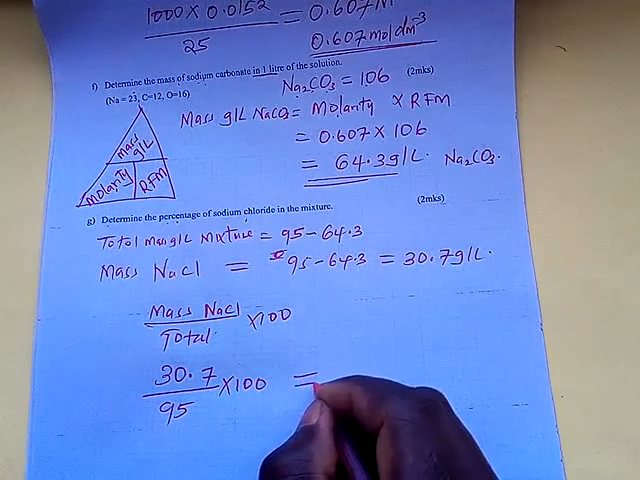 1000 × 0.0152 = 0.607M
25
0.607 mol dm⁻³
f) Determine the mass of sodium carbonate in 1 litre of the solution. (2mks)
(Na = 23, C=12, O=16)
Na₂CO₃ = 106
Mass g/L NaCO₃ = Molarity × RFM
= 0.607 × 106
= 64.3g/L Na₂CO₃.
mass g/L
molarity RFM
g) Determine the percentage of sodium chloride in the mixture. (2mks)
Total Mass g/L Mixture = 95 - 64.3
Mass NaCl = 95 - 64.3 = 30.7g/L.
Mass NaCl × 100
Total
30.7 × 100 =
95